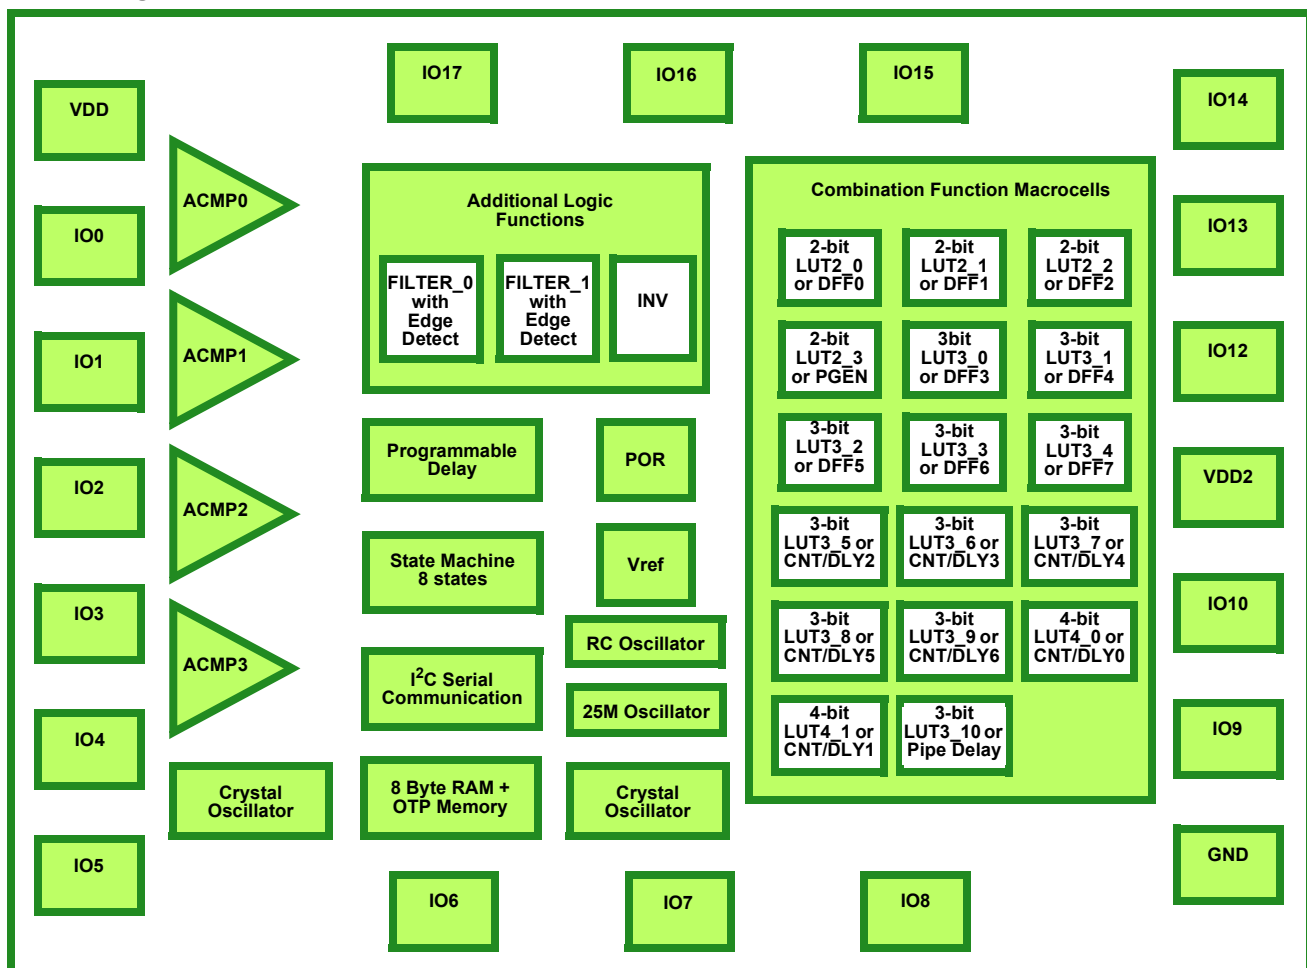 IO17
IO16
IO15
IO14
VDD
ACMP0
IO0
IO13
Additional Logic
Functions
FILTER_0
with
Edge
Detect
FILTER_1
with
Edge
Detect
INV
Combination Function Macrocells
2-bit
LUT2_0
or DFF0
2-bit
LUT2_1
or DFF1
2-bit
LUT2_2
or DFF2
2-bit
LUT2_3
or PGEN
3bit
LUT3_0
or DFF3
3-bit
LUT3_1
or DFF4
3-bit
LUT3_2
or DFF5
3-bit
LUT3_3
or DFF6
3-bit
LUT3_4
or DFF7
3-bit
LUT3_5 or
CNT/DLY2
3-bit
LUT3_6 or
CNT/DLY3
3-bit
LUT3_7 or
CNT/DLY4
3-bit
LUT3_8 or
CNT/DLY5
3-bit
LUT3_9 or
CNT/DLY6
4-bit
LUT4_0 or
CNT/DLY0
4-bit
LUT4_1 or
CNT/DLY1
3-bit
LUT3_10 or
Pipe Delay
IO1
ACMP1
IO12
Programmable
Delay
POR
IO2
ACMP2
VDD2
State Machine
8 states
Vref
IO3
ACMP3
RC Oscillator
IO10
I2C Serial
Communication
25M Oscillator
IO4
IO9
Crystal
Oscillator
8 Byte RAM +
OTP Memory
Crystal
Oscillator
IO5
GND
IO6
IO7
IO8